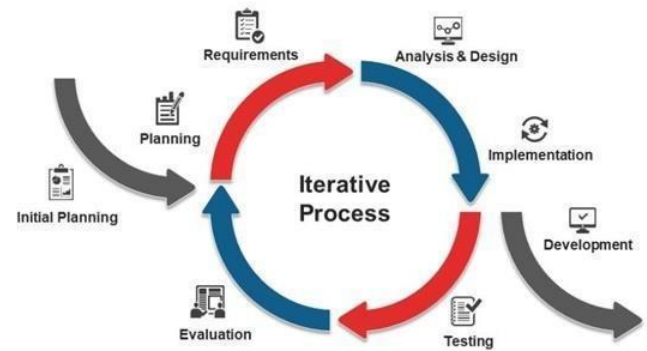 Requirements
Analysis & Design
Planning
Implementation
Iterative
Process
Initial Planning
Development
Evaluation
Testing